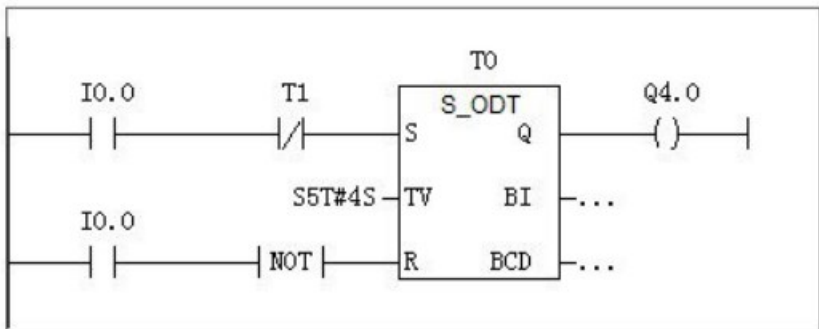 T0
I0.0 T1 S_ODT Q4.0
S Q
S5T#4S TV BI ...
I0.0
NOT R BCD ...